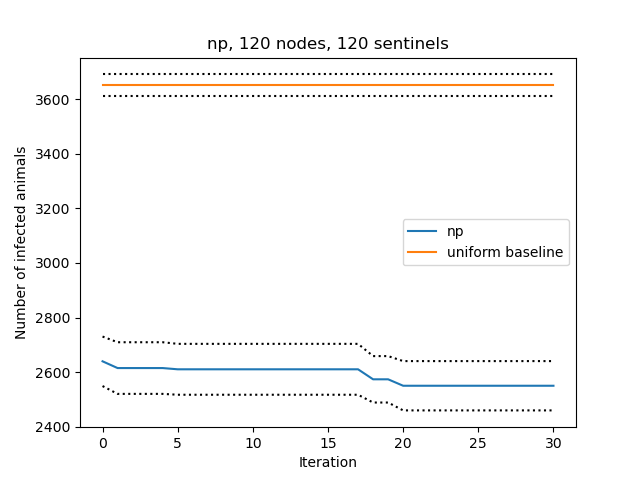 np, 120 nodes, 120 sentinels
Number of infected animals
3600
3400
3200
3000
2800
2600
2400
np
uniform baseline
0 5 10 15 20 25 30
Iteration